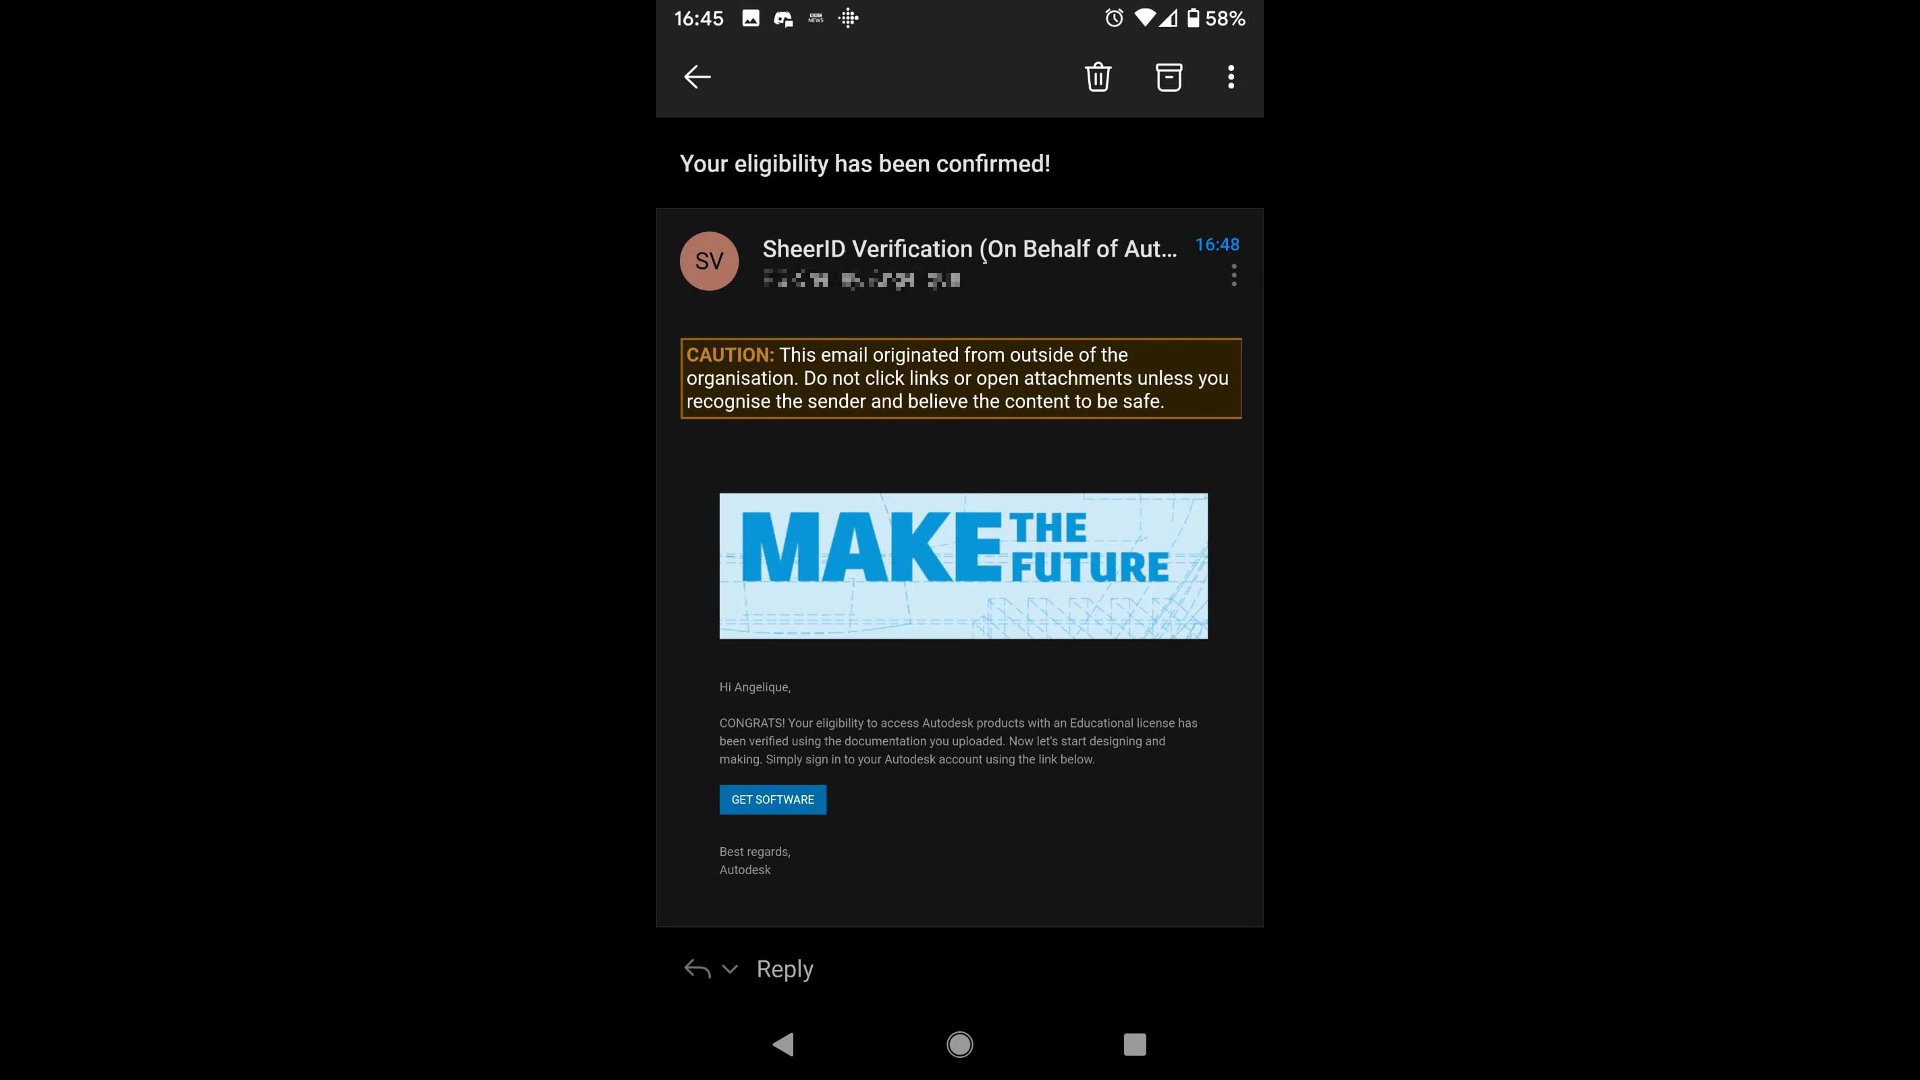 16:45
BBC NEWS
58%
Your eligibility has been confirmed!
SV
SheerID Verification (On Behalf of Aut...
16:48
CAUTION: This email originated from outside of the
organisation. Do not click links or open attachments unless you
recognise the sender and believe the content to be safe.
MAKE THE
FUTURE
Hi Angelique,
CONGRATS! Your eligibility to access Autodesk products with an Educational license has
been verified using the documentation you uploaded. Now let's start designing and
making. Simply sign in to your Autodesk account using the link below.
GET SOFTWARE
Best regards,
Autodesk
Reply